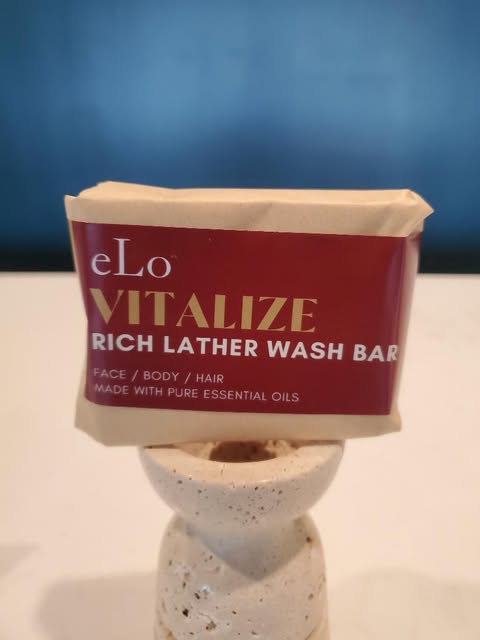 eLo
VITALIZE
RICH LATHER WASH BAR
FACE / BODY / HAIR
MADE WITH PURE ESSENTIAL OILS